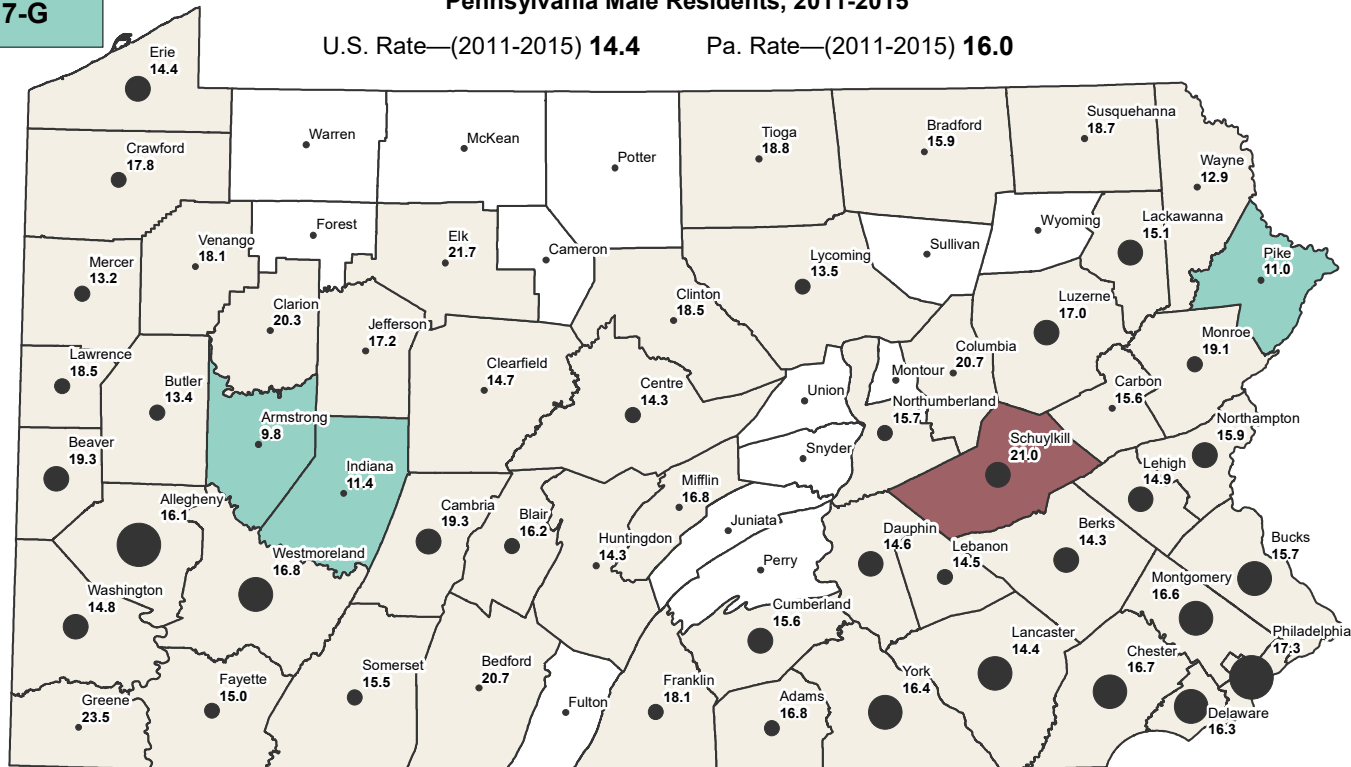 7-G
Pennsylvania Male Residents, 2011-2015
U.S. Rate—(2011-2015) 14.4
Pa. Rate—(2011-2015) 16.0
Erie
14.4
Warren
McKean
Potter
Tioga
18.8
Bradford
15.9
Susquehanna
18.7
Wayne
12.9
Crawford
17.8
Forest
Venango
18.1
Elk
21.7
Cameron
Lycoming
13.5
Sullivan
Wyoming
Lackawanna
15.1
Pike
11.0
Mercer
13.2
Clarion
20.3
Jefferson
17.2
Clinton
18.5
Luzerne
17.0
Monroe
19.1
Lawrence
18.5
Butler
13.4
Clearfield
14.7
Centre
14.3
Union
Montour
Columbia
20.7
Carbon
15.6
Armstrong
9.8
Northumberland
15.7
Northampton
15.9
Beaver
19.3
Indiana
11.4
Snyder
Schuylkill
21.0
Lehigh
14.9
Allegheny
16.1
Cambria
19.3
Blair
16.2
Mifflin
16.8
Juniata
Huntingdon
14.3
Dauphin
14.6
Lebanon
14.5
Berks
14.3
Bucks
15.7
Westmoreland
16.8
Perry
Montgomery
16.6
Washington
14.8
Cumberland
15.6
Lancaster
14.4
Philadelphia
17.3
Chester
16.7
Somerset
15.5
Bedford
20.7
York
16.4
Fayette
15.0
Franklin
18.1
Greene
23.5
Fulton
Adams
16.8
Delaware
16.3